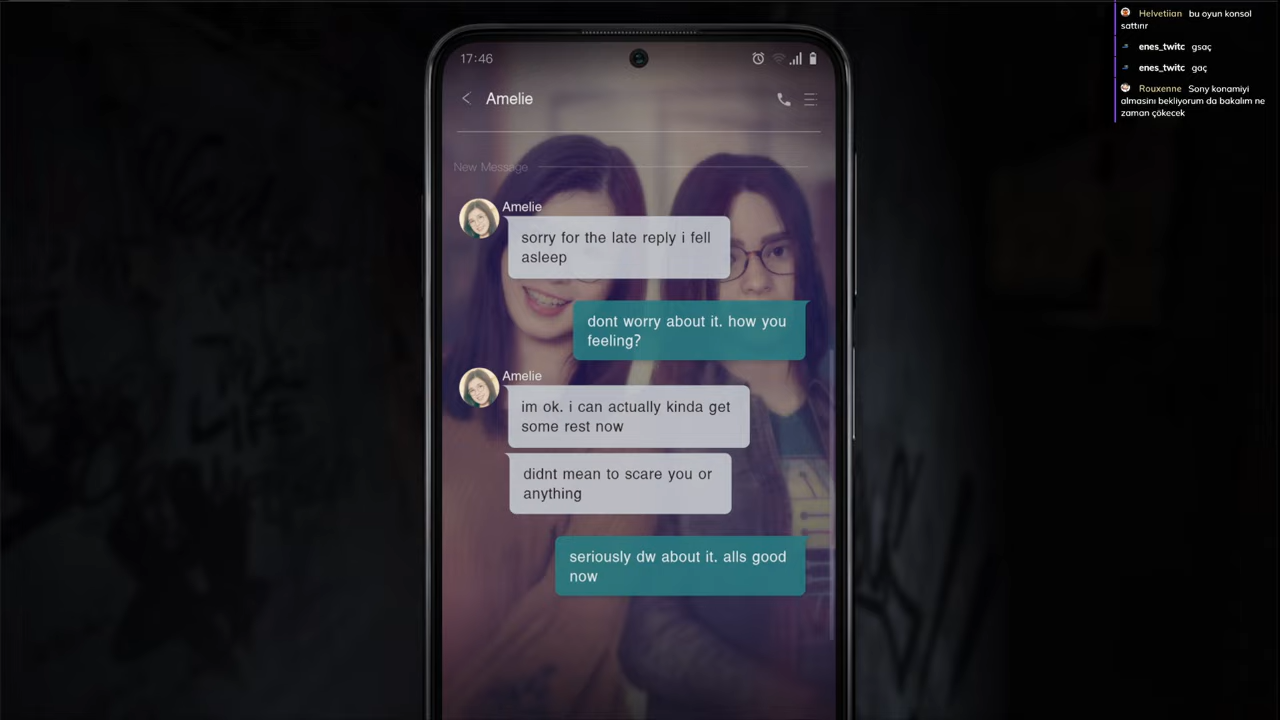 17:46
Amelie
New Message
Amelie
sorry for the late reply i fell
asleep
dont worry about it. how you
feeling?
Amelie
im ok. i can actually kinda get
some rest now
didnt mean to scare you or
anything
seriously dw about it. alls good
now
Helvetiian bu oyun konsol
sattırır
enes_twitc gsaç
enes_twitc gaç
Rouxenne Sony konamiyi
almasını bekliyorum da bakalım ne
zaman çökecek